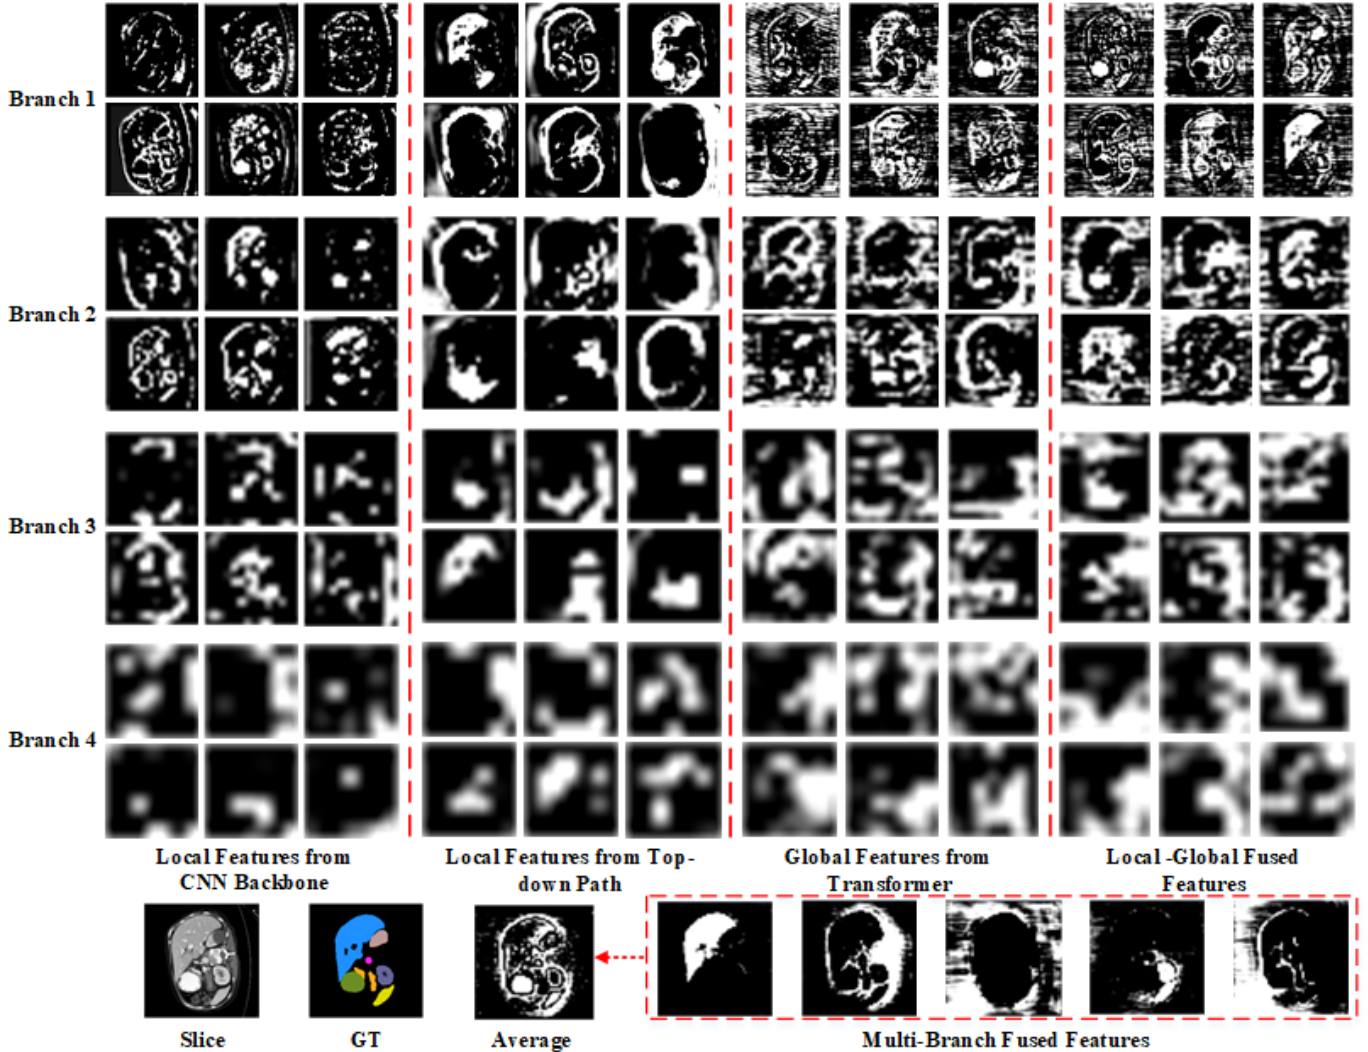 Branch 1
Branch 2
Branch 3
Branch 4
Local Features from
CNN Backbone
Local Features from Top-
down Path
Global Features from
Transformer
Local -Global Fused
Features
Slice
GT
Average
Multi-Branch Fused Features